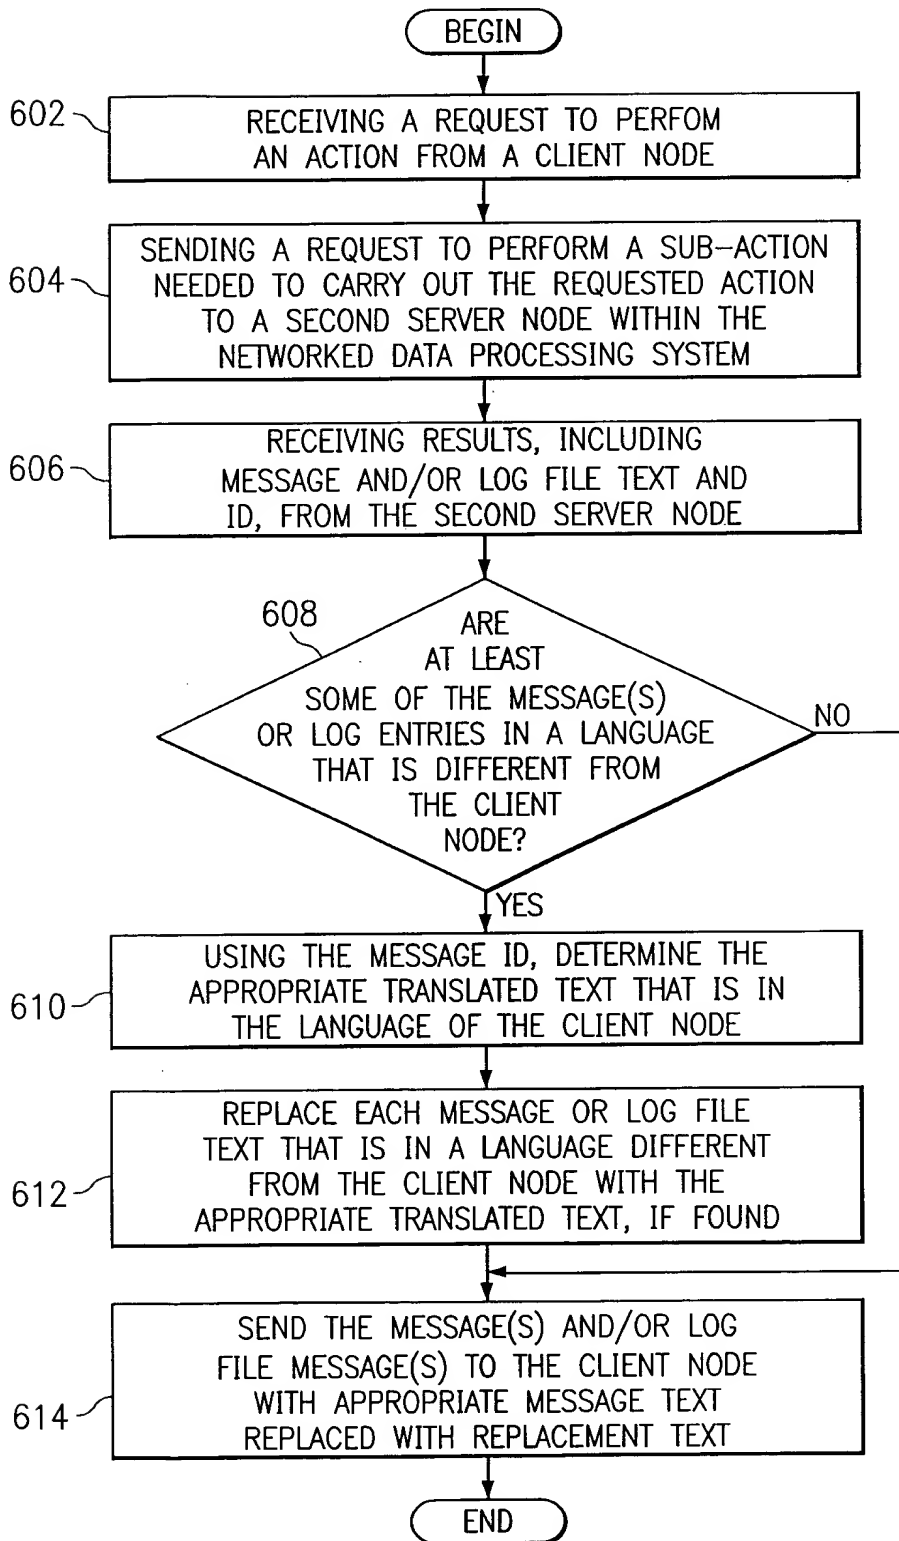 BEGIN
602
RECEIVING A REQUEST TO PERFOM
AN ACTION FROM A CLIENT NODE
604
SENDING A REQUEST TO PERFORM A SUB-ACTION
NEEDED TO CARRY OUT THE REQUESTED ACTION
TO A SECOND SERVER NODE WITHIN THE
NETWORKED DATA PROCESSING SYSTEM
606
RECEIVING RESULTS, INCLUDING
MESSAGE AND/OR LOG FILE TEXT AND
ID, FROM THE SECOND SERVER NODE
608
ARE
AT LEAST
SOME OF THE MESSAGE(S)
OR LOG ENTRIES IN A LANGUAGE
THAT IS DIFFERENT FROM
THE CLIENT
NODE?
NO
YES
610
USING THE MESSAGE ID, DETERMINE THE
APPROPRIATE TRANSLATED TEXT THAT IS IN
THE LANGUAGE OF THE CLIENT NODE
612
REPLACE EACH MESSAGE OR LOG FILE
TEXT THAT IS IN A LANGUAGE DIFFERENT
FROM THE CLIENT NODE WITH THE
APPROPRIATE TRANSLATED TEXT, IF FOUND
614
SEND THE MESSAGE(S) AND/OR LOG
FILE MESSAGE(S) TO THE CLIENT NODE
WITH APPROPRIATE MESSAGE TEXT
REPLACED WITH REPLACEMENT TEXT
END